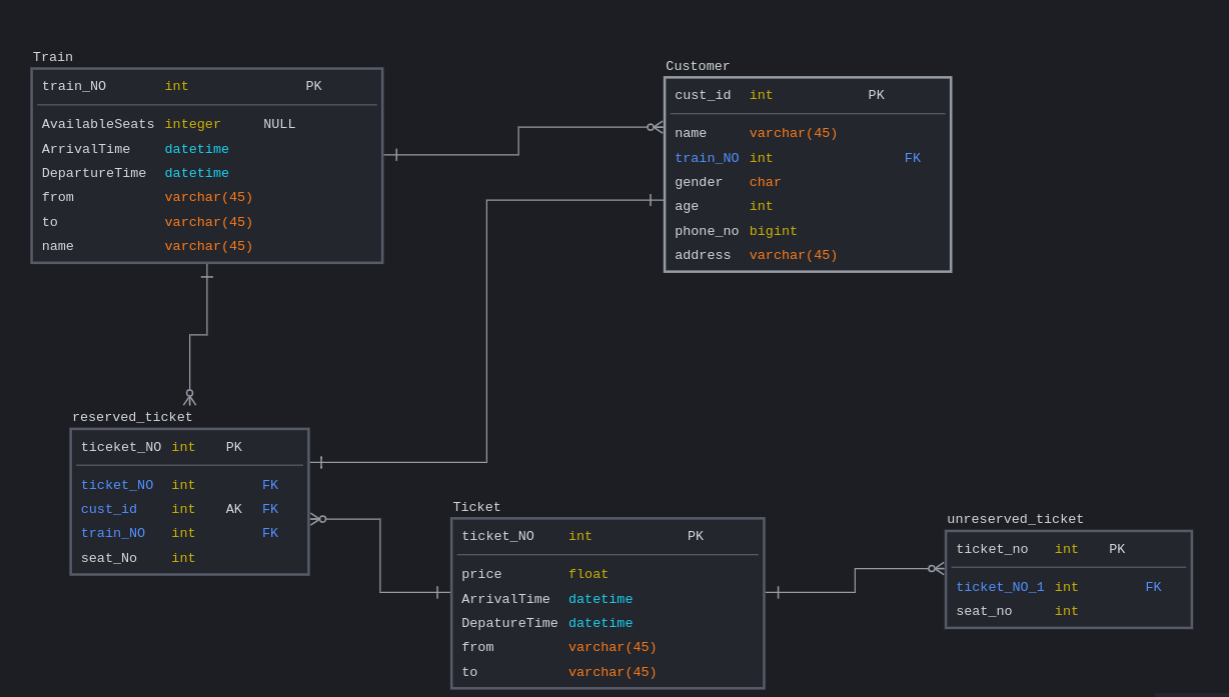 Train
train_NO int PK
AvailableSeats integer NULL
ArrivalTime datetime
DepartureTime datetime
from varchar(45)
to varchar(45)
name varchar(45)
Customer
cust_id int PK
name varchar(45)
train_NO int FK
gender char
age int
phone_no bigint
address varchar(45)
reserved_ticket
ticeket_NO int PK
ticket_NO int FK
cust_id int AK FK
train_NO int FK
seat_No int
Ticket
ticket_NO int PK
price float
ArrivalTime datetime
DepatureTime datetime
from varchar(45)
to varchar(45)
unreserved_ticket
ticket_no int PK
ticket_NO_1 int FK
seat_no int